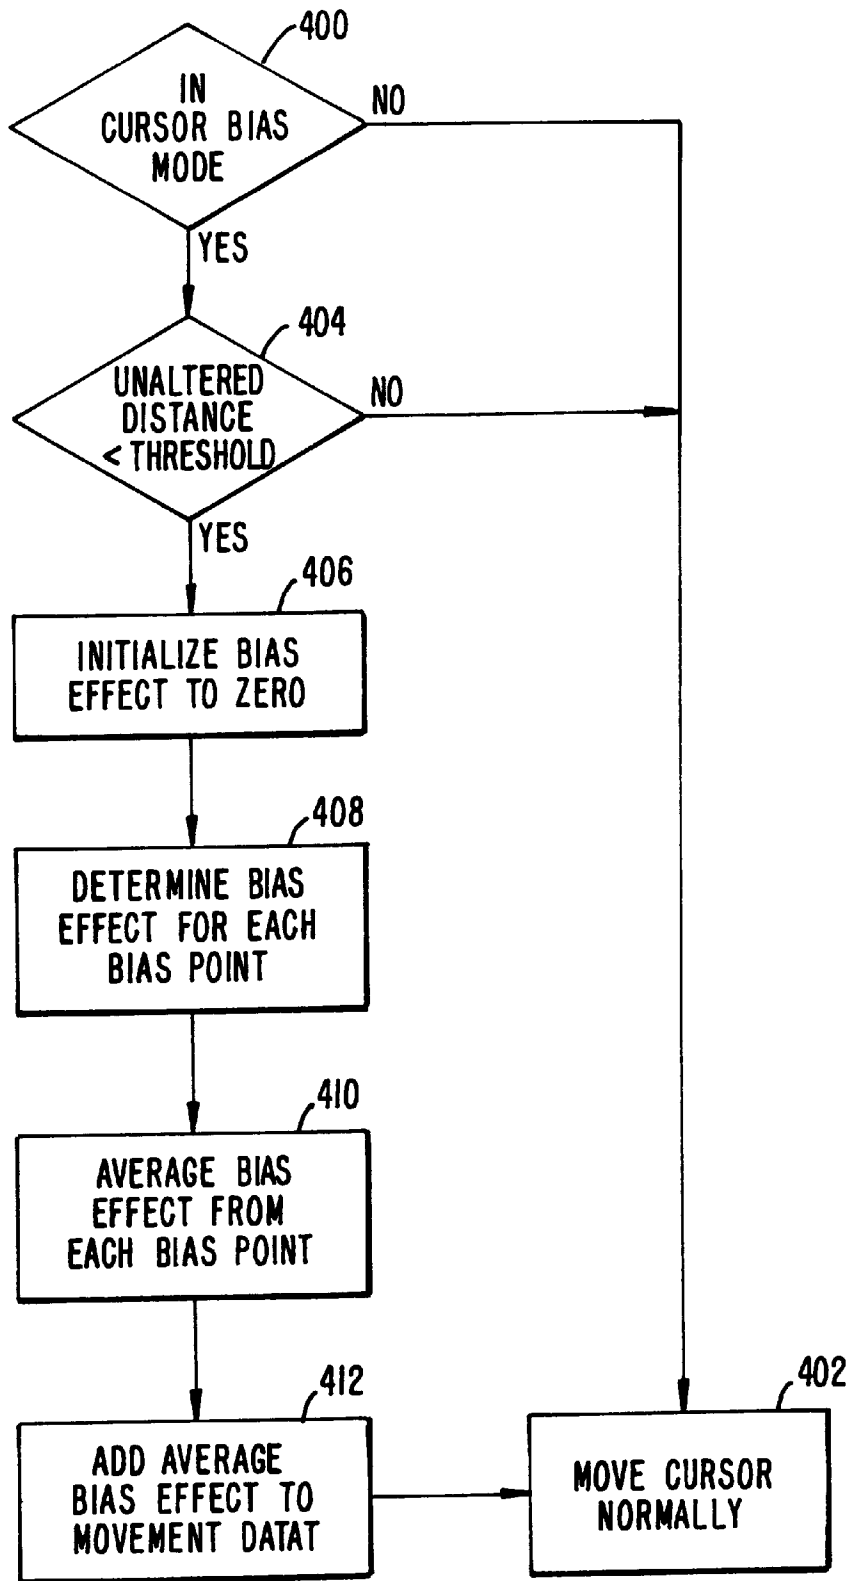 400
IN
CURSOR BIAS
MODE
NO
YES
404
UNALTERED
DISTANCE
< THRESHOLD
NO
YES
406
INITIALIZE BIAS
EFFECT TO ZERO
408
DETERMINE BIAS
EFFECT FOR EACH
BIAS POINT
410
AVERAGE BIAS
EFFECT FROM
EACH BIAS POINT
412
ADD AVERAGE
BIAS EFFECT TO
MOVEMENT DATAT
402
MOVE CURSOR
NORMALLY